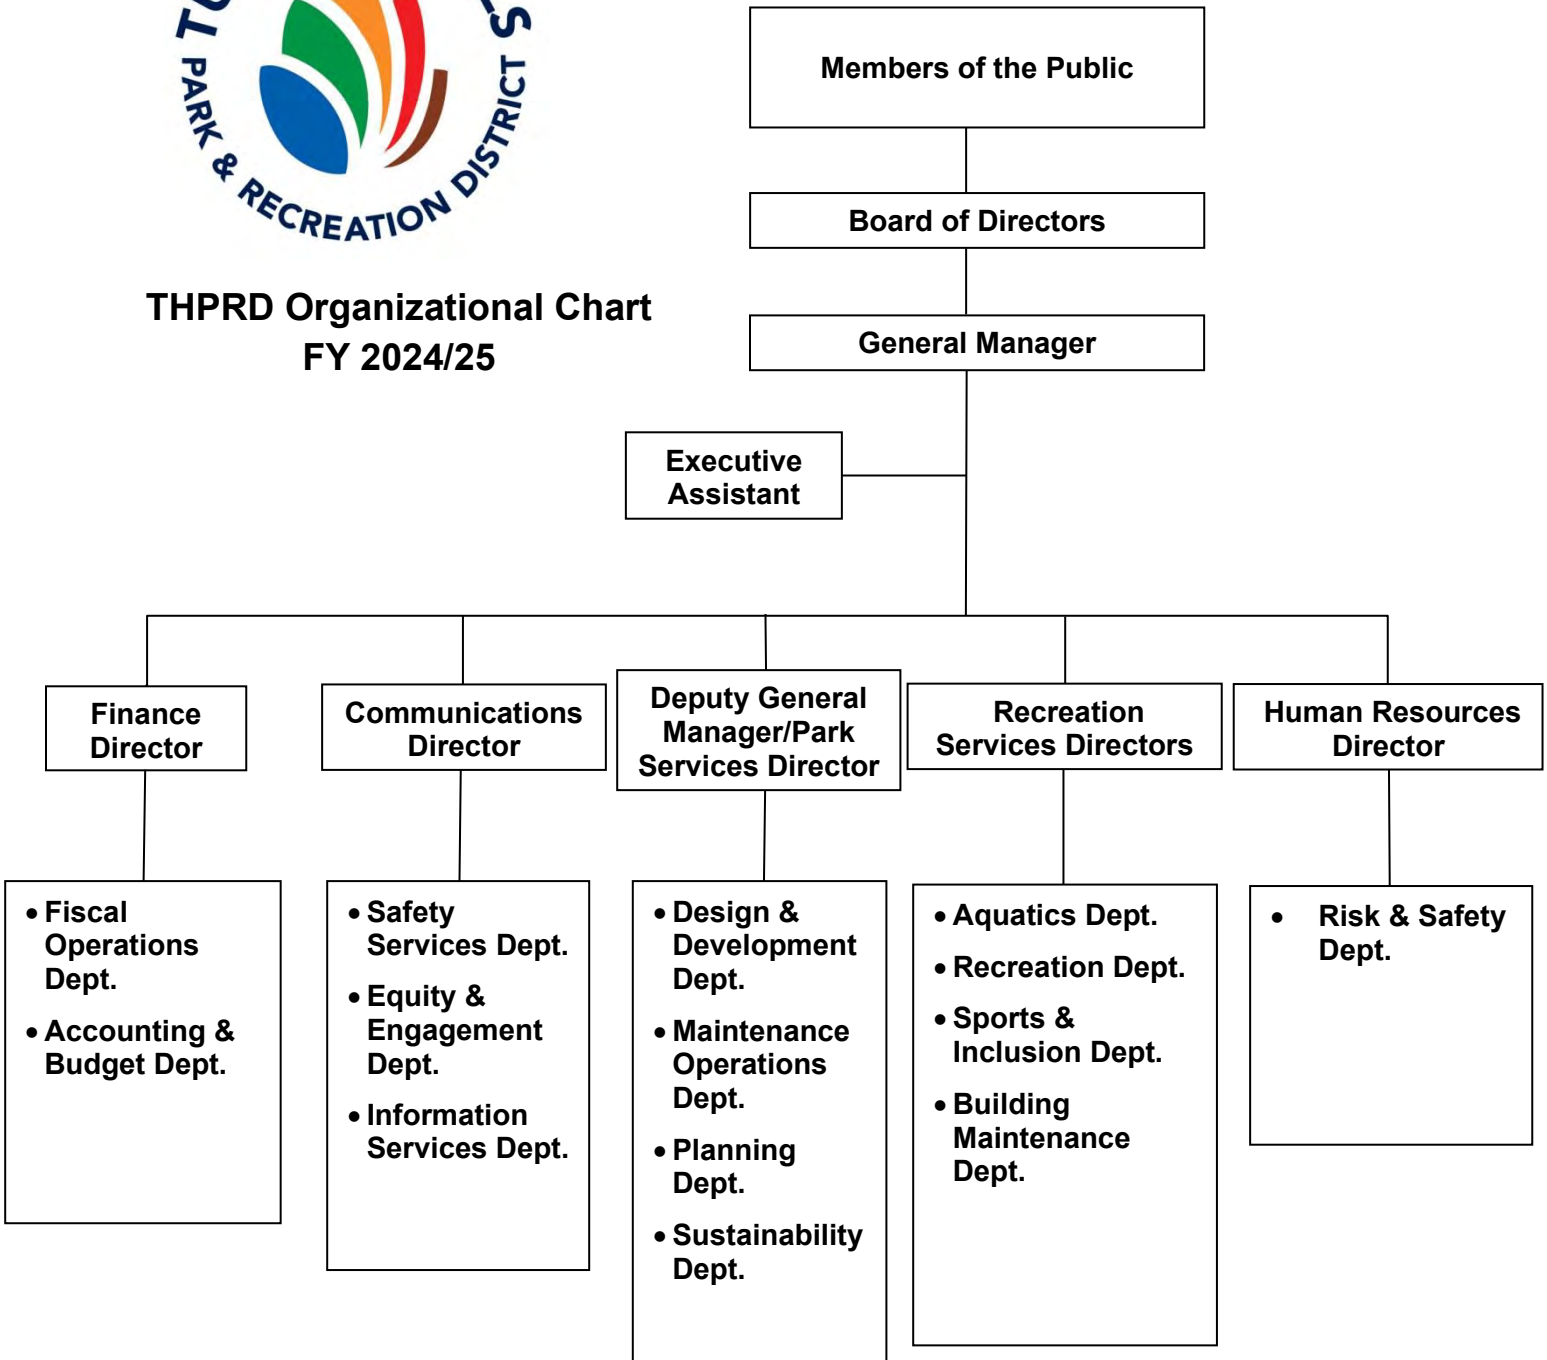 PARK & RECREATION DISTRICT
THPRD Organizational Chart
FY 2024/25
Members of the Public
Board of Directors
General Manager
Executive
Assistant
Finance
Director
Communications
Director
Deputy General
Manager/Park
Services Director
Recreation
Services Directors
Human Resources
Director
• Fiscal
Operations
Dept.
• Accounting &
Budget Dept.
• Safety
Services Dept.
• Equity &
Engagement
Dept.
• Information
Services Dept.
• Design &
Development
Dept.
• Maintenance
Operations
Dept.
• Planning
Dept.
• Sustainability
Dept.
• Aquatics Dept.
• Recreation Dept.
• Sports &
Inclusion Dept.
• Building
Maintenance
Dept.
• Risk & Safety
Dept.